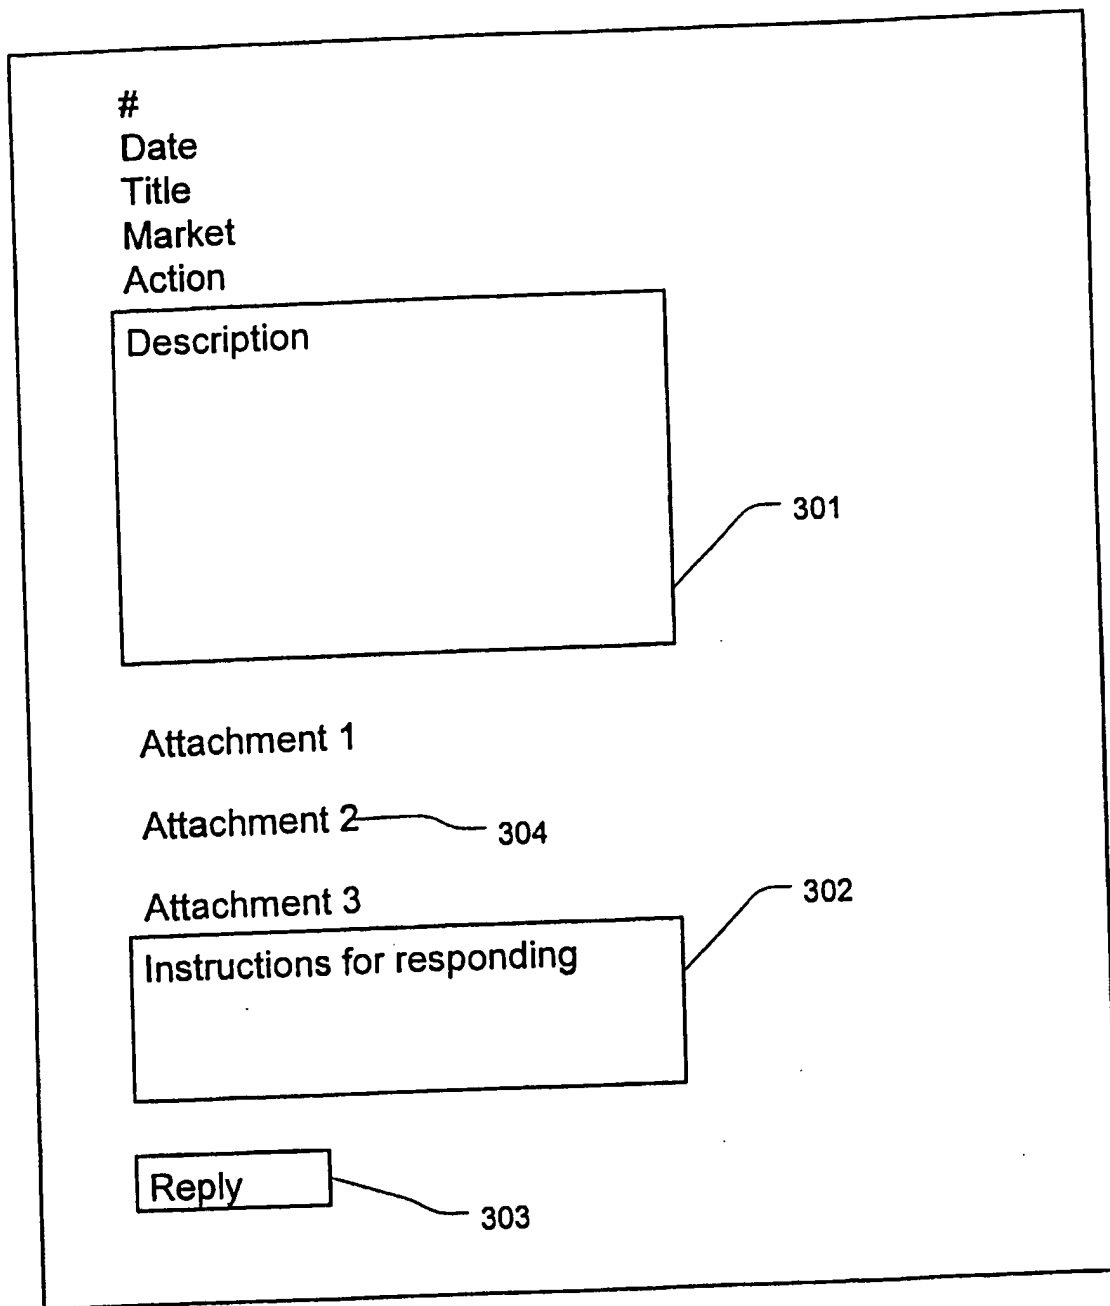 #
Date
Title
Market
Action
Description
301
Attachment 1
Attachment 2
304
Attachment 3
302
Instructions for responding
Reply
303